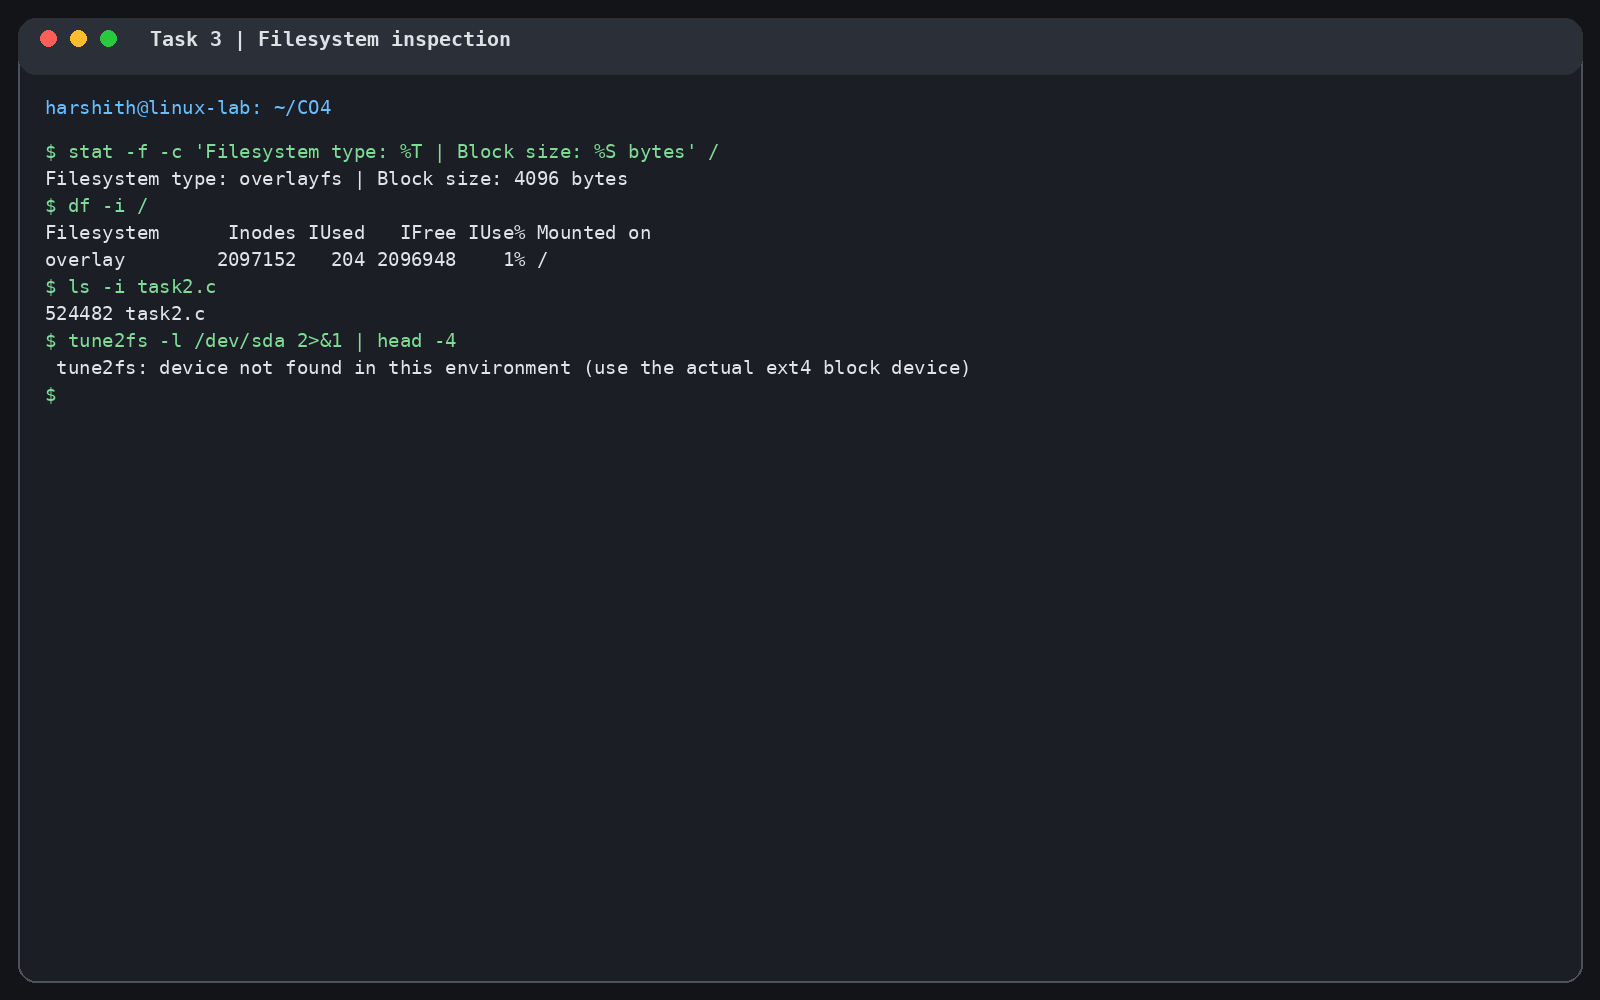 Task 3 | Filesystem inspection
harshith@linux-lab: ~/CO4
$ stat -f -c 'Filesystem type: %T | Block size: %S bytes' /
Filesystem type: overlayfs | Block size: 4096 bytes
$ df -i /
Filesystem      Inodes IUsed   IFree IUse% Mounted on
overlay        2097152   204 2096948    1% /
$ ls -i task2.c
524482 task2.c
$ tune2fs -l /dev/sda 2>&1 | head -4
 tune2fs: device not found in this environment (use the actual ext4 block device)
$